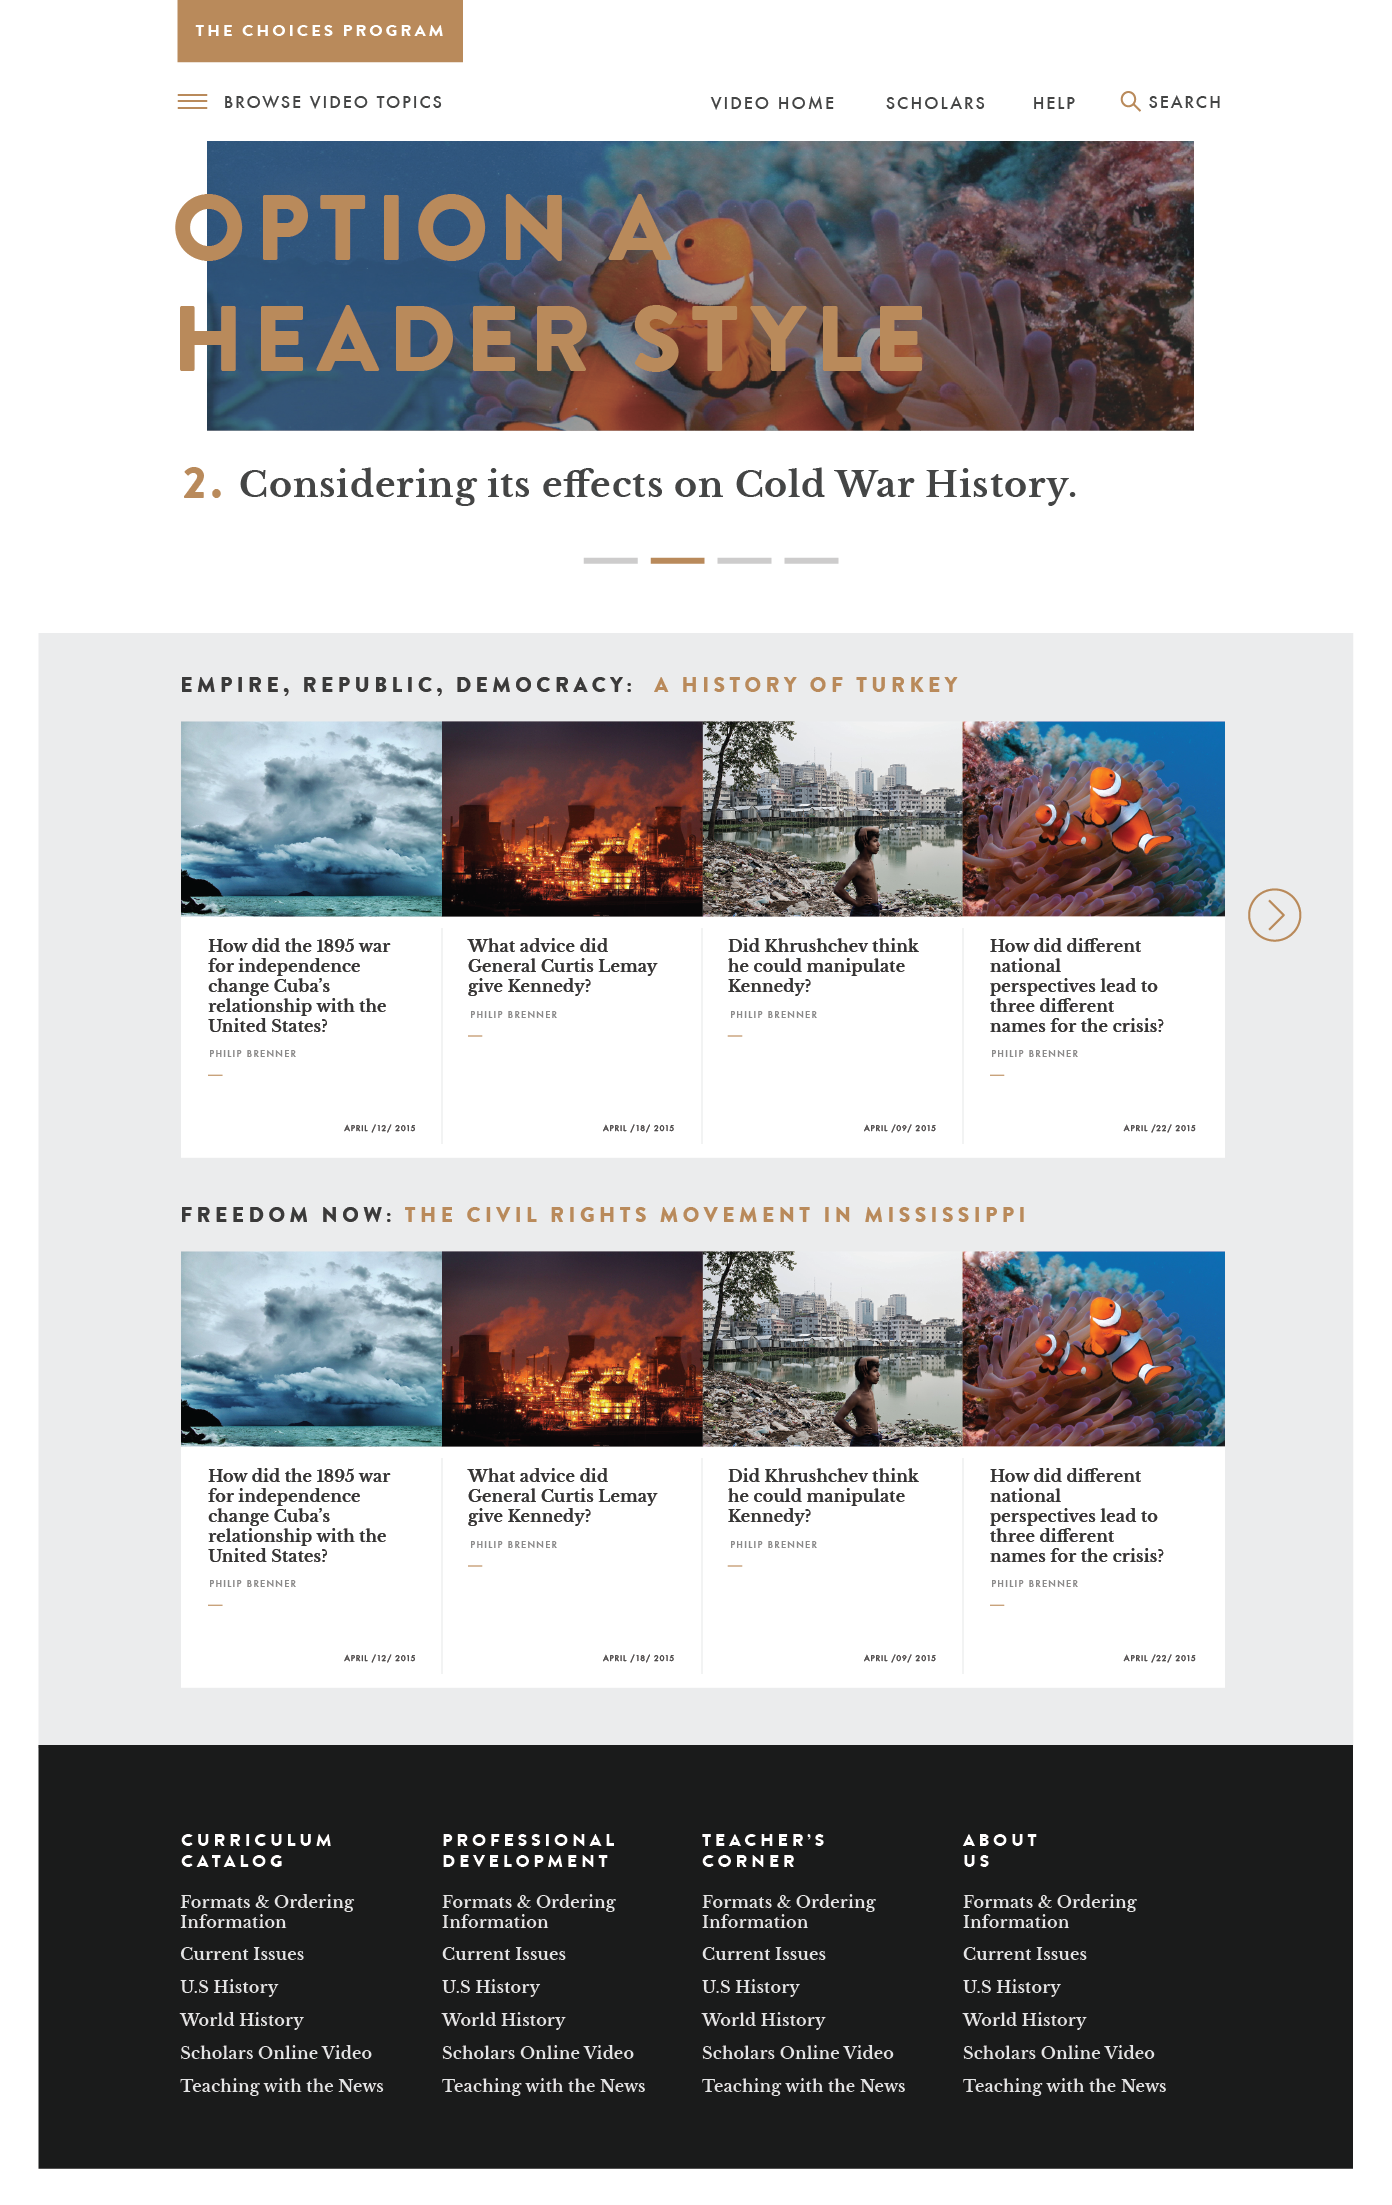 THE CHOICES PROGRAM
BROWSE VIDEO TOPICS
VIDEO HOME
SCHOLARS
HELP
SEARCH
OPTION A
HEADER STYLE
2. Considering its effects on Cold War History.
EMPIRE, REPUBLIC, DEMOCRACY: A HISTORY OF TURKEY
How did the 1895 war
for independence
change Cuba’s
relationship with the
United States?
PHILIP BRENNER
APRIL /12/ 2015
What advice did
General Curtis Lemay
give Kennedy?
PHILIP BRENNER
APRIL /18/ 2015
Did Khrushchev think
he could manipulate
Kennedy?
PHILIP BRENNER
APRIL /09/ 2015
How did different
national
perspectives lead to
three different
names for the crisis?
PHILIP BRENNER
APRIL /22/ 2015
FREEDOM NOW: THE CIVIL RIGHTS MOVEMENT IN MISSISSIPPI
How did the 1895 war
for independence
change Cuba’s
relationship with the
United States?
PHILIP BRENNER
APRIL /12/ 2015
What advice did
General Curtis Lemay
give Kennedy?
PHILIP BRENNER
APRIL /18/ 2015
Did Khrushchev think
he could manipulate
Kennedy?
PHILIP BRENNER
APRIL /09/ 2015
How did different
national
perspectives lead to
three different
names for the crisis?
PHILIP BRENNER
APRIL /22/ 2015
CURRICULUM
CATALOG
Formats & Ordering
Information
Current Issues
U.S History
World History
Scholars Online Video
Teaching with the News
PROFESSIONAL
DEVELOPMENT
Formats & Ordering
Information
Current Issues
U.S History
World History
Scholars Online Video
Teaching with the News
TEACHER’S
CORNER
Formats & Ordering
Information
Current Issues
U.S History
World History
Scholars Online Video
Teaching with the News
ABOUT
US
Formats & Ordering
Information
Current Issues
U.S History
World History
Scholars Online Video
Teaching with the News